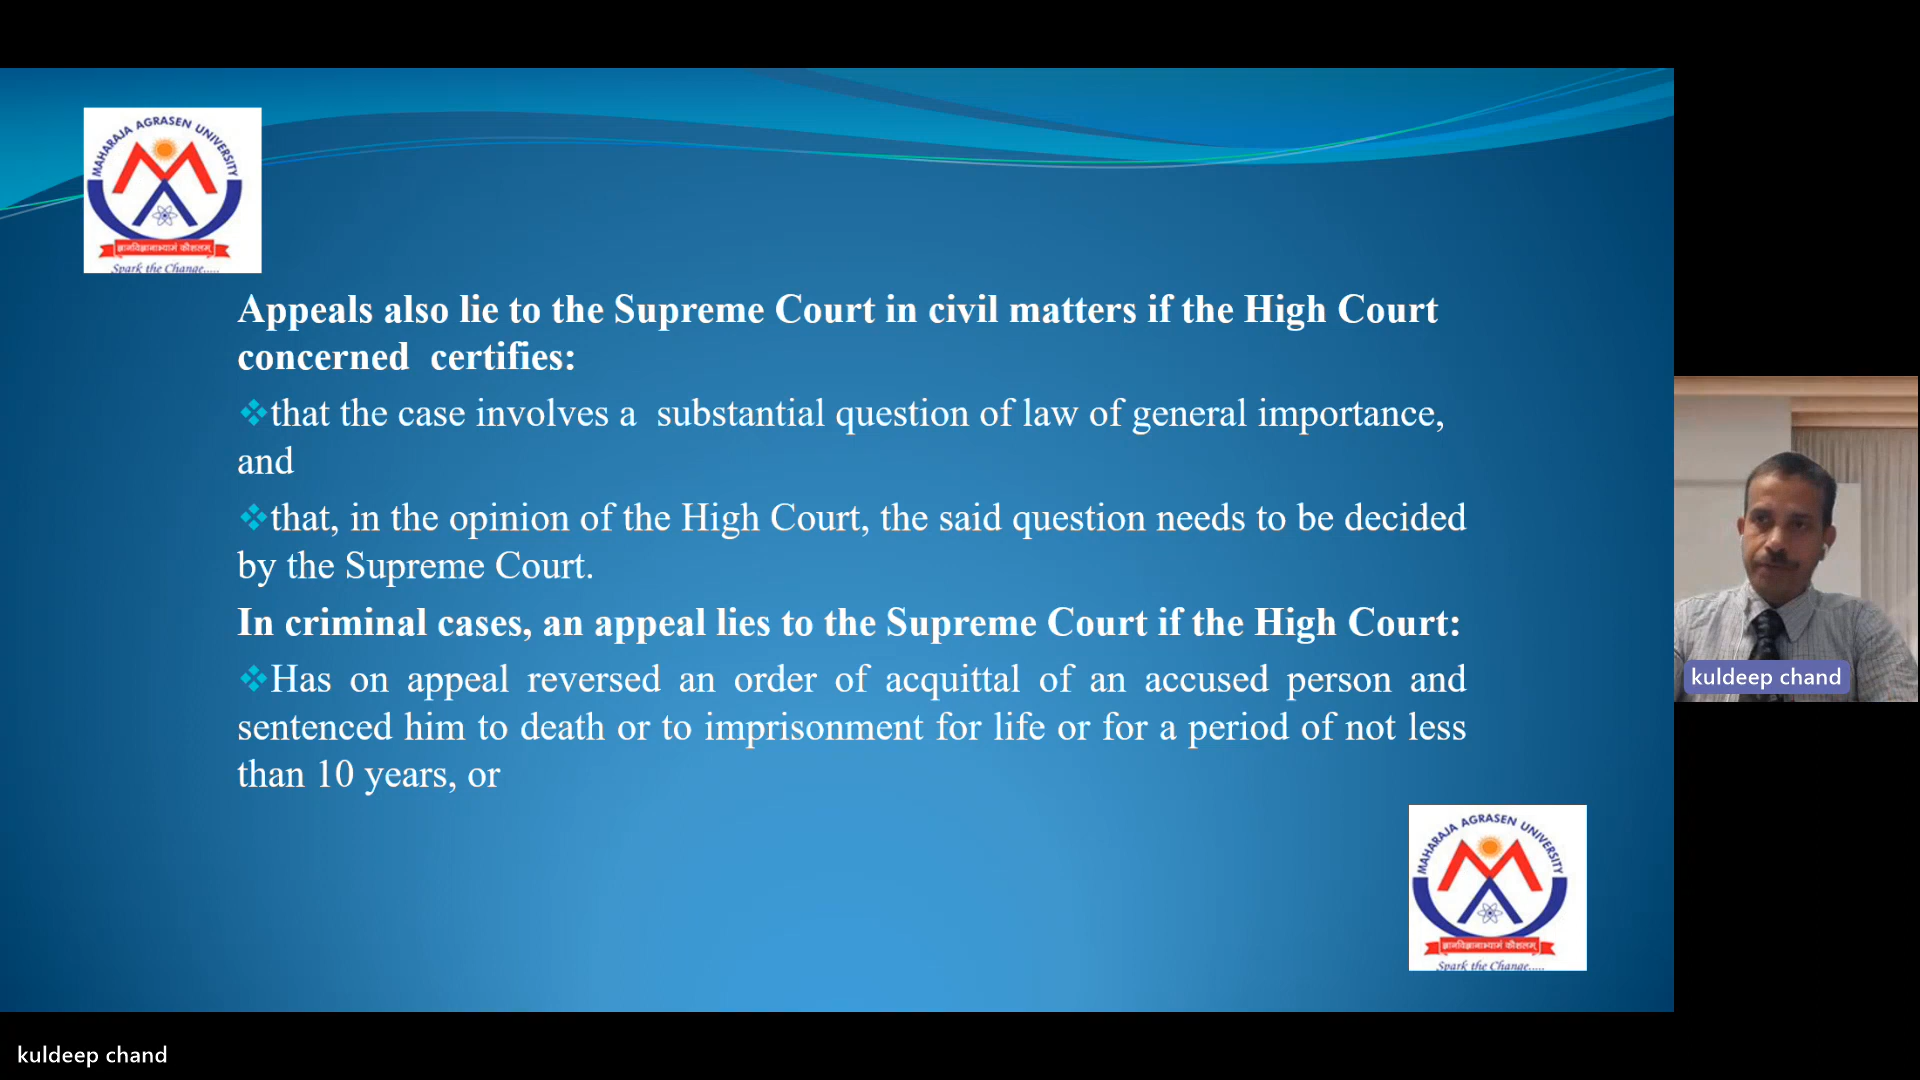 MAHARAJA AGRASEN UNIVERSITY
ज्ञानविज्ञानाभ्यामं कौशलम्
Spark the Change.....
Appeals also lie to the Supreme Court in civil matters if the High Court
concerned certifies:
❖that the case involves a substantial question of law of general importance,
and
❖that, in the opinion of the High Court, the said question needs to be decided
by the Supreme Court.
In criminal cases, an appeal lies to the Supreme Court if the High Court:
❖Has on appeal reversed an order of acquittal of an accused person and
sentenced him to death or to imprisonment for life or for a period of not less
than 10 years, or
kuldeep chand
MAHARAJA AGRASEN UNIVERSITY
ज्ञानविज्ञानाभ्यामं कौशलम्
Spark the Change.....
kuldeep chand